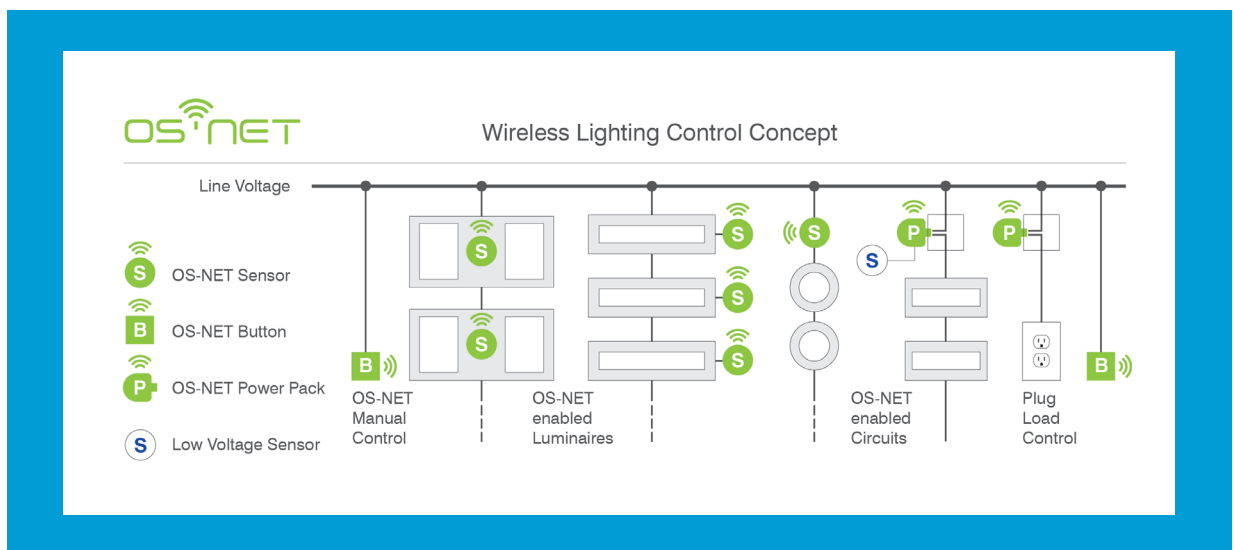 OS-NET
Wireless Lighting Control Concept
Line Voltage
S
OS-NET Sensor
B
OS-NET Button
P
OS-NET Power Pack
S
Low Voltage Sensor
S
S
S
S
S
S
P
S
P
B
B
OS-NET
Manual
Control
OS-NET
enabled
Luminaires
OS-NET
enabled
Circuits
Plug
Load
Control